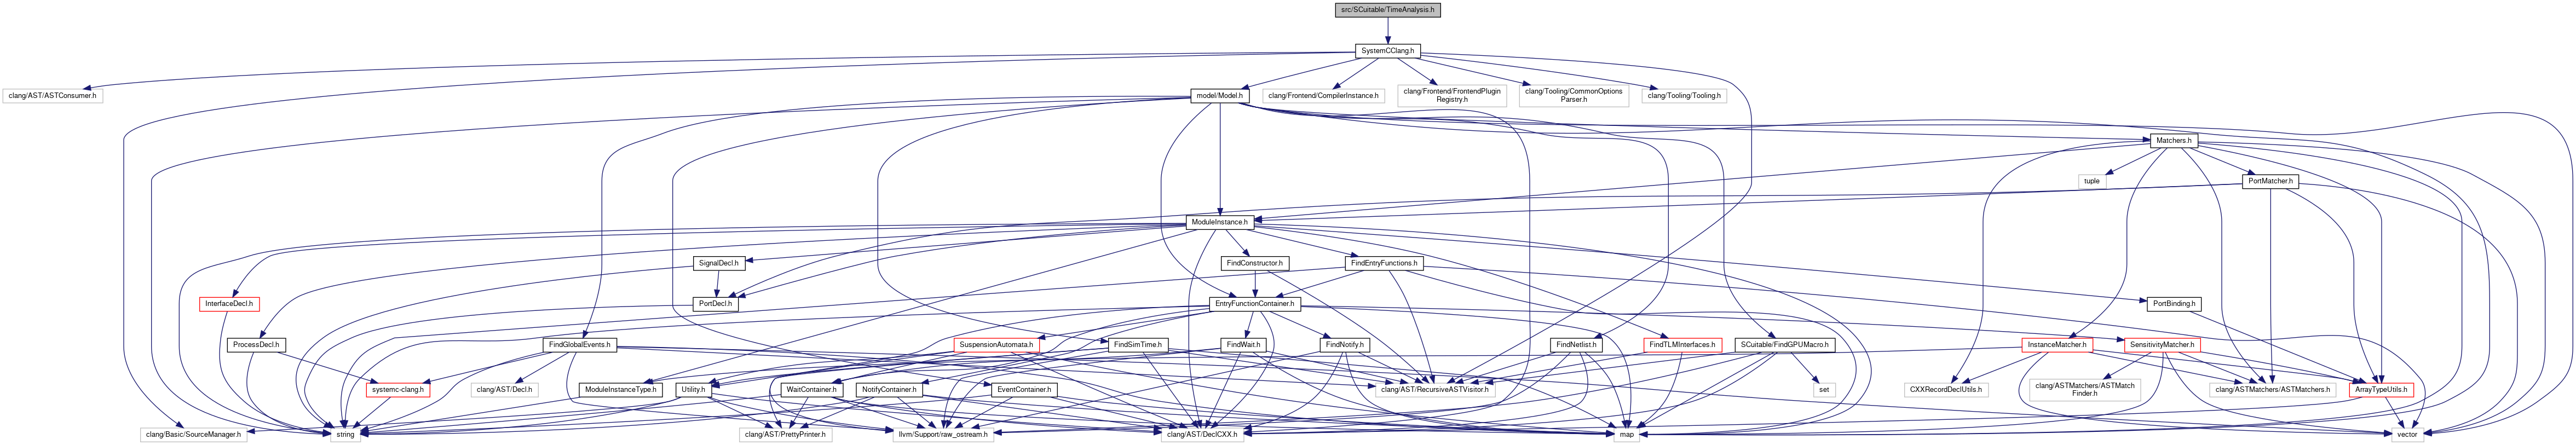 src/SCuitable/TimeAnalysis.h
SystemCClang.h
clang/AST/ASTConsumer.h
model/Model.h
clang/Frontend/CompilerInstance.h
clang/Frontend/FrontendPlugin
Registry.h
clang/Tooling/CommonOptions
Parser.h
clang/Tooling/Tooling.h
Matchers.h
tuple
PortMatcher.h
ModuleInstance.h
SignalDecl.h
FindConstructor.h
FindEntryFunctions.h
InterfaceDecl.h
PortDecl.h
EntryFunctionContainer.h
PortBinding.h
ProcessDecl.h
FindGlobalEvents.h
SuspensionAutomata.h
FindSimTime.h
FindWait.h
FindNotify.h
FindNetlist.h
FindTLMInterfaces.h
SCuitable/FindGPUMacro.h
InstanceMatcher.h
SensitivityMatcher.h
systemc-clang.h
clang/AST/Decl.h
ModuleInstanceType.h
Utility.h
WaitContainer.h
NotifyContainer.h
EventContainer.h
clang/AST/RecursiveASTVisitor.h
set
CXXRecordDeclUtils.h
clang/ASTMatchers/ASTMatch
Finder.h
clang/ASTMatchers/ASTMatchers.h
ArrayTypeUtils.h
clang/Basic/SourceManager.h
string
clang/AST/PrettyPrinter.h
llvm/Support/raw_ostream.h
clang/AST/DeclCXX.h
map
vector